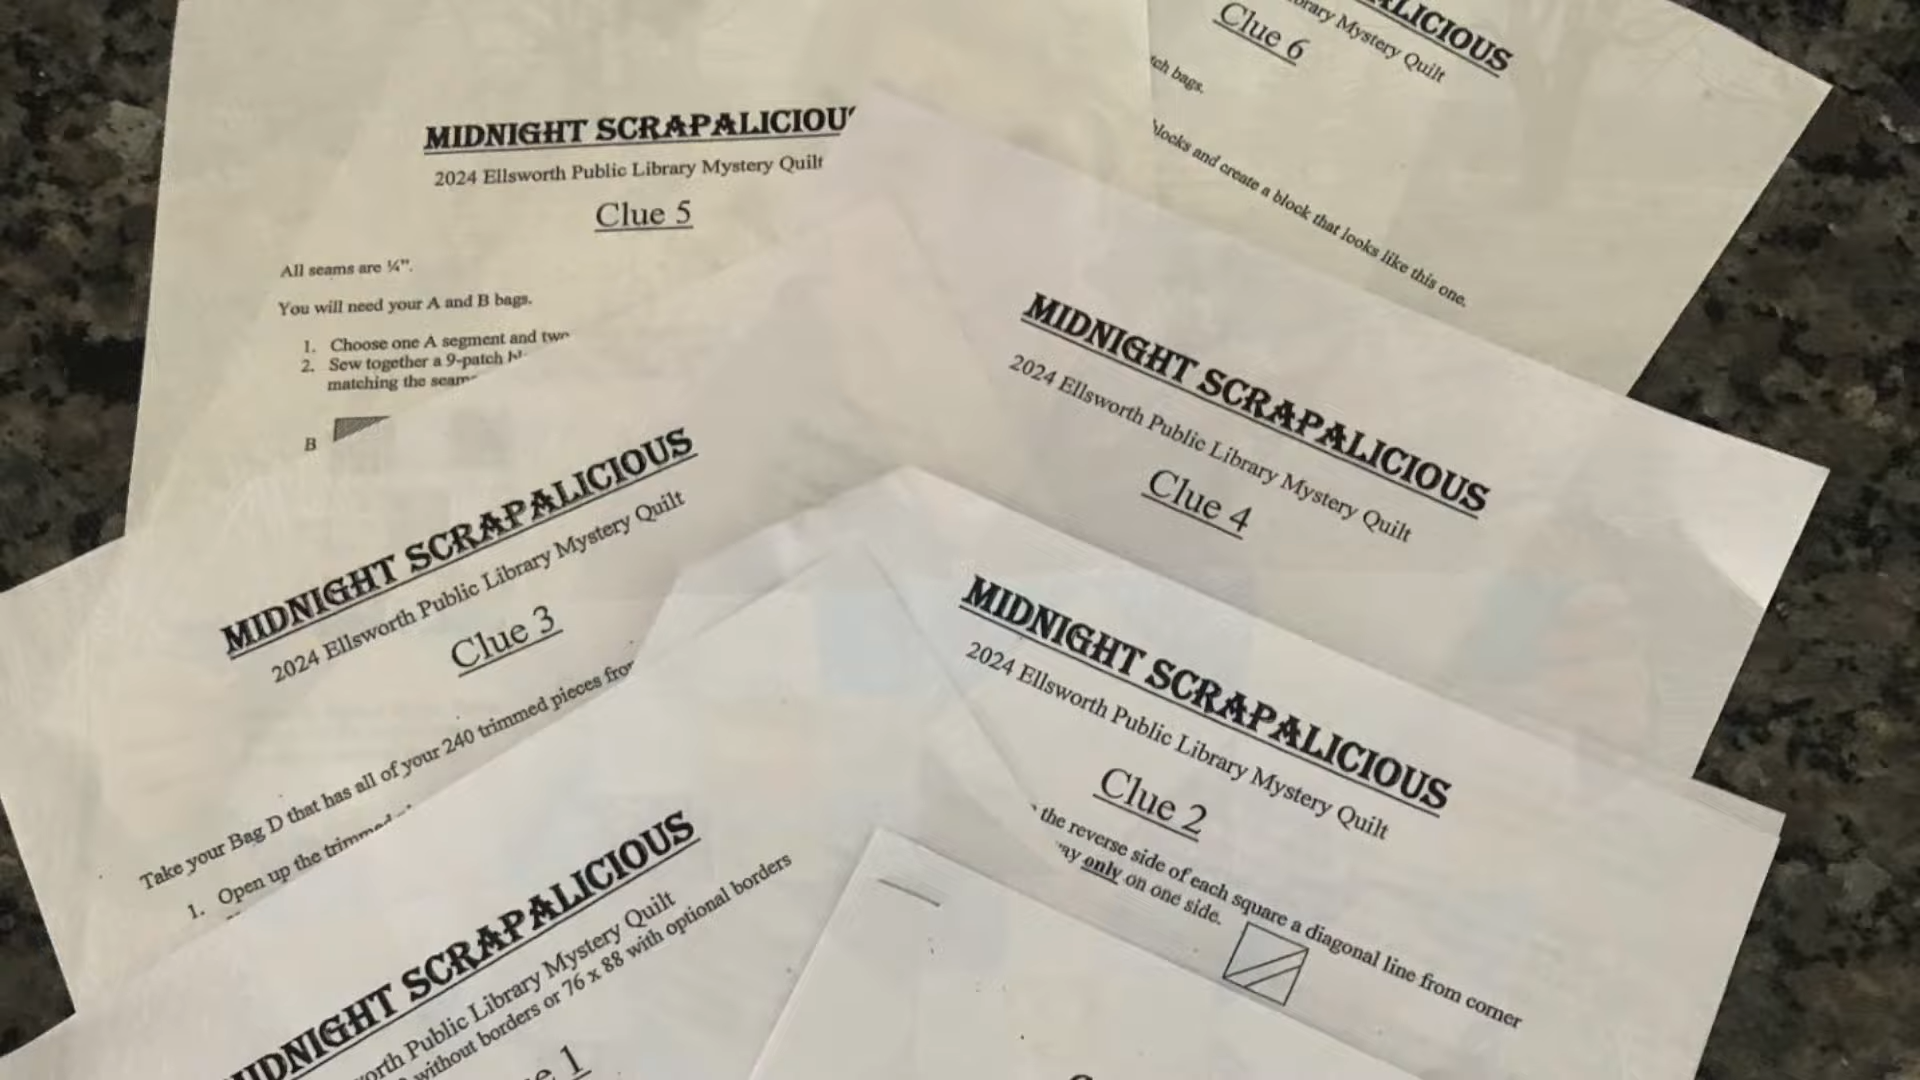 MIDNIGHT SCRAPALICIOU
2024 Ellsworth Public Library Mystery Quilt
Clue 5
All seams are ¼".
You will need your A and B bags.
1. Choose one A segment and two
2. Sew together a 9-patch
matching the seams
B
LICIOUS
Library Mystery Quilt
Clue 6
bags.
blocks and create a block that looks like this one.
MIDNIGHT SCRAPALICIOUS
2024 Ellsworth Public Library Mystery Quilt
Clue 4
MIDNIGHT SCRAPALICIOUS
2024 Ellsworth Public Library Mystery Quilt
Clue 3
Take your Bag D that has all of your 240 trimmed pieces from
1. Open up the trimmed
MIDNIGHT SCRAPALICIOUS
2024 Ellsworth Public Library Mystery Quilt
Clue 2
the reverse side of each square a diagonal line from corner
only on one side.
MIDNIGHT SCRAPALICIOUS
orth Public Library Mystery Quilt
without borders or 76 x 88 with optional borders
e 1